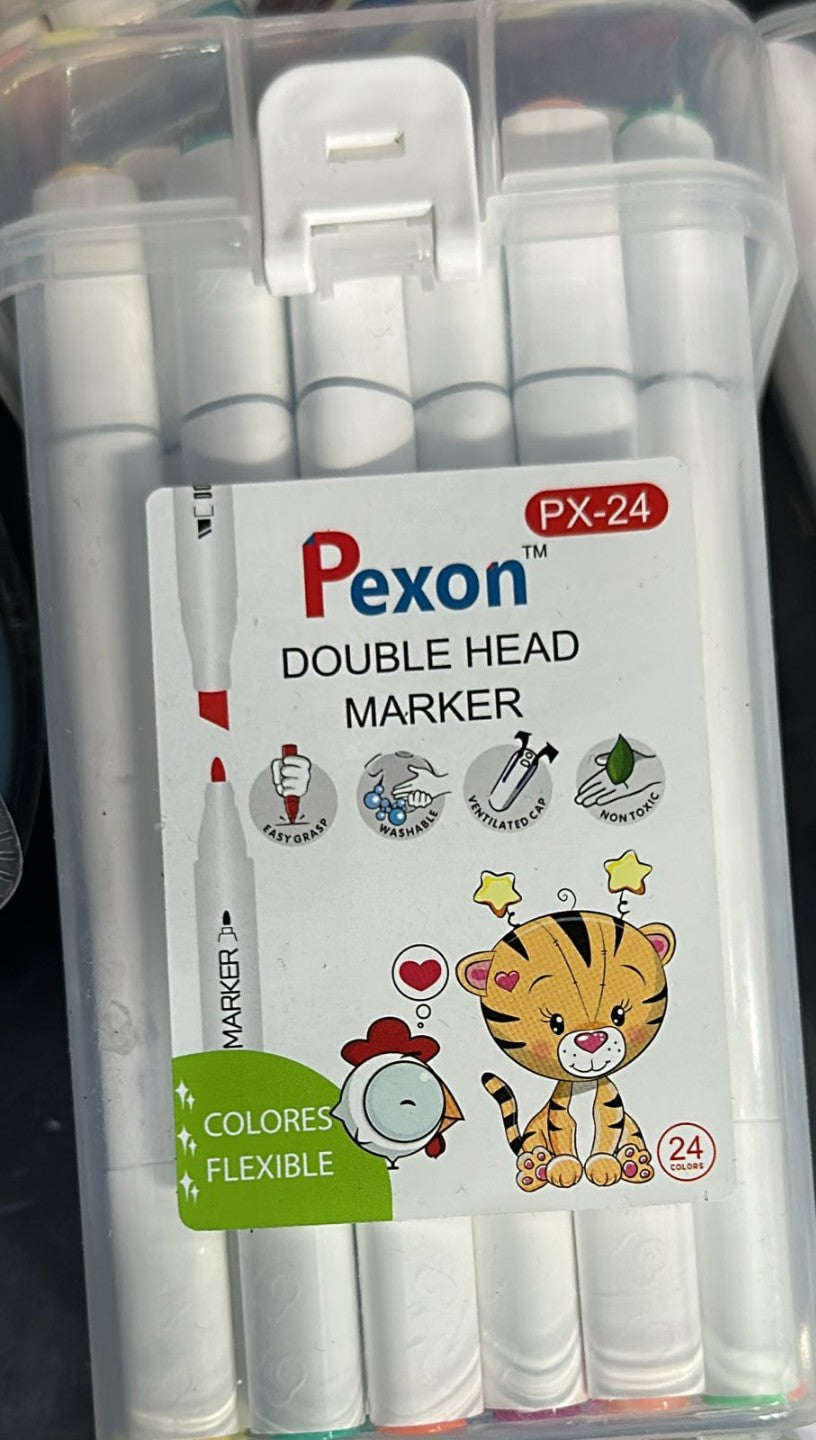 PX-24
Pexon™
DOUBLE HEAD
MARKER
EASY GRASP
WASHABLE
VENTILATED CAP
NON TOXIC
MARKER
COLORES
FLEXIBLE
24
COLORS